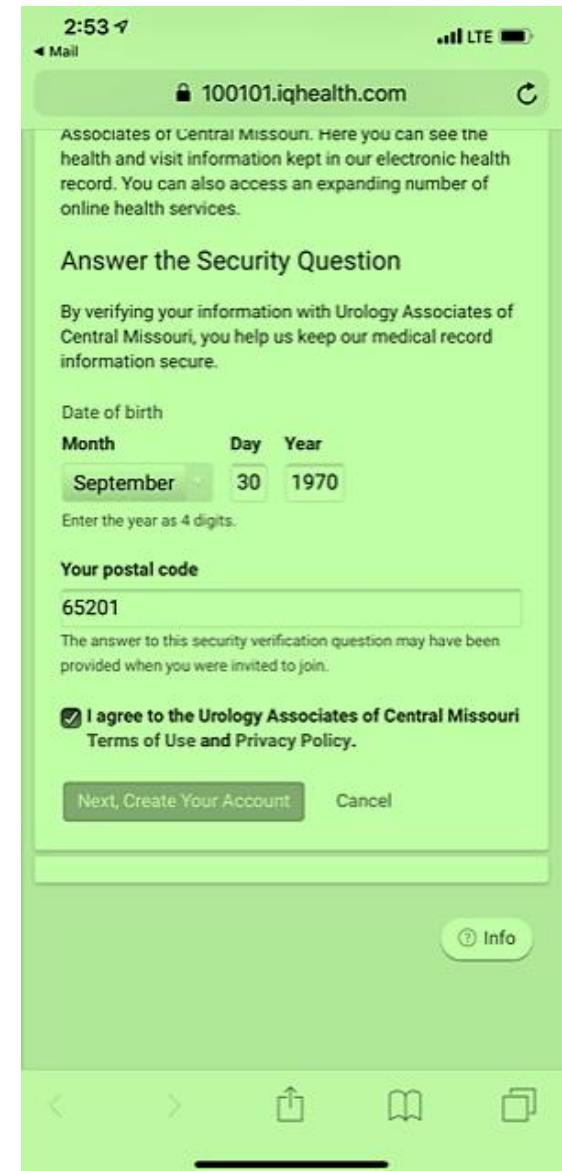 2:53
Mail
LTE
100101.iqhealth.com
Associates of Central Missouri. Here you can see the
health and visit information kept in our electronic health
record. You can also access an expanding number of
online health services.
Answer the Security Question
By verifying your information with Urology Associates of
Central Missouri, you help us keep our medical record
information secure.
Date of birth
Month Day Year
September 30 1970
Enter the year as 4 digits.
Your postal code
65201
The answer to this security verification question may have been
provided when you were invited to join.
I agree to the Urology Associates of Central Missouri
Terms of Use and Privacy Policy.
Next, Create Your Account Cancel
Info